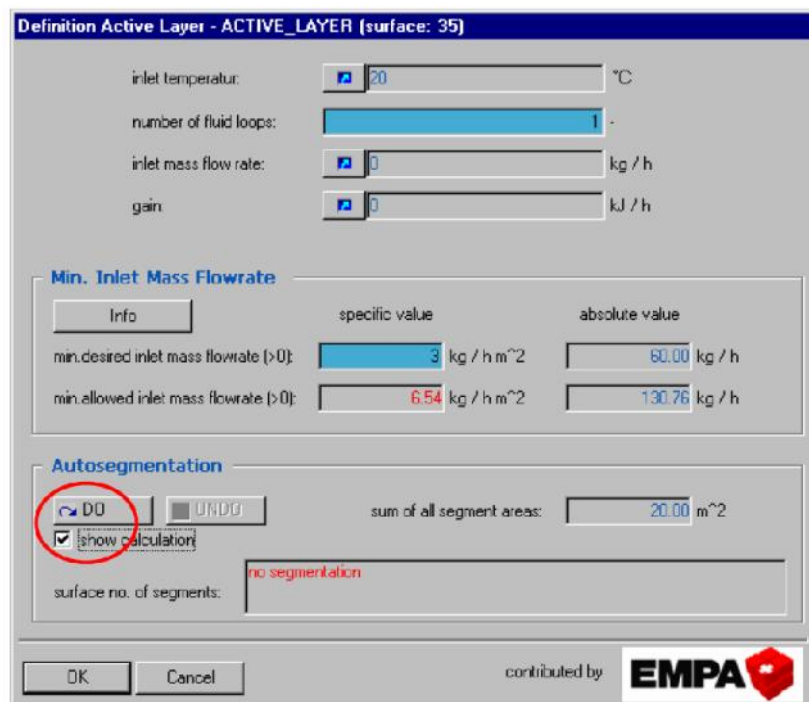 Definition Active Layer - ACTIVE_LAYER (surface: 35)
inlet temperatur: 20 °C
number of fluid loops: 1 -
inlet mass flow rate: 0 kg / h
gain: 0 kJ / h
Min. Inlet Mass Flowrate
Info specific value absolute value
min.desired inlet mass flowrate (>0): 3 kg / h m^2 60.00 kg / h
min.allowed inlet mass flowrate (>0): 6.54 kg / h m^2 130.76 kg / h
Autosegmentation
DO UNDO sum of all segment areas: 20.00 m^2
show calculation
no segmentation
surface no. of segments:
OK Cancel contributed by EMPA